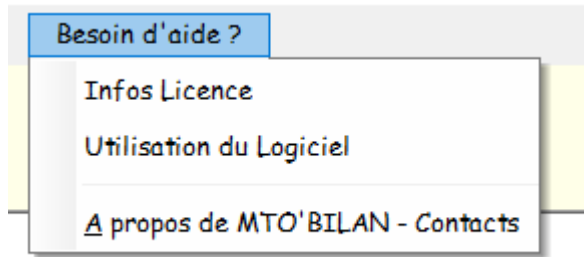 Besoin d'aide ?
Infos Licence
Utilisation du Logiciel
A propos de MTO'BILAN - Contacts